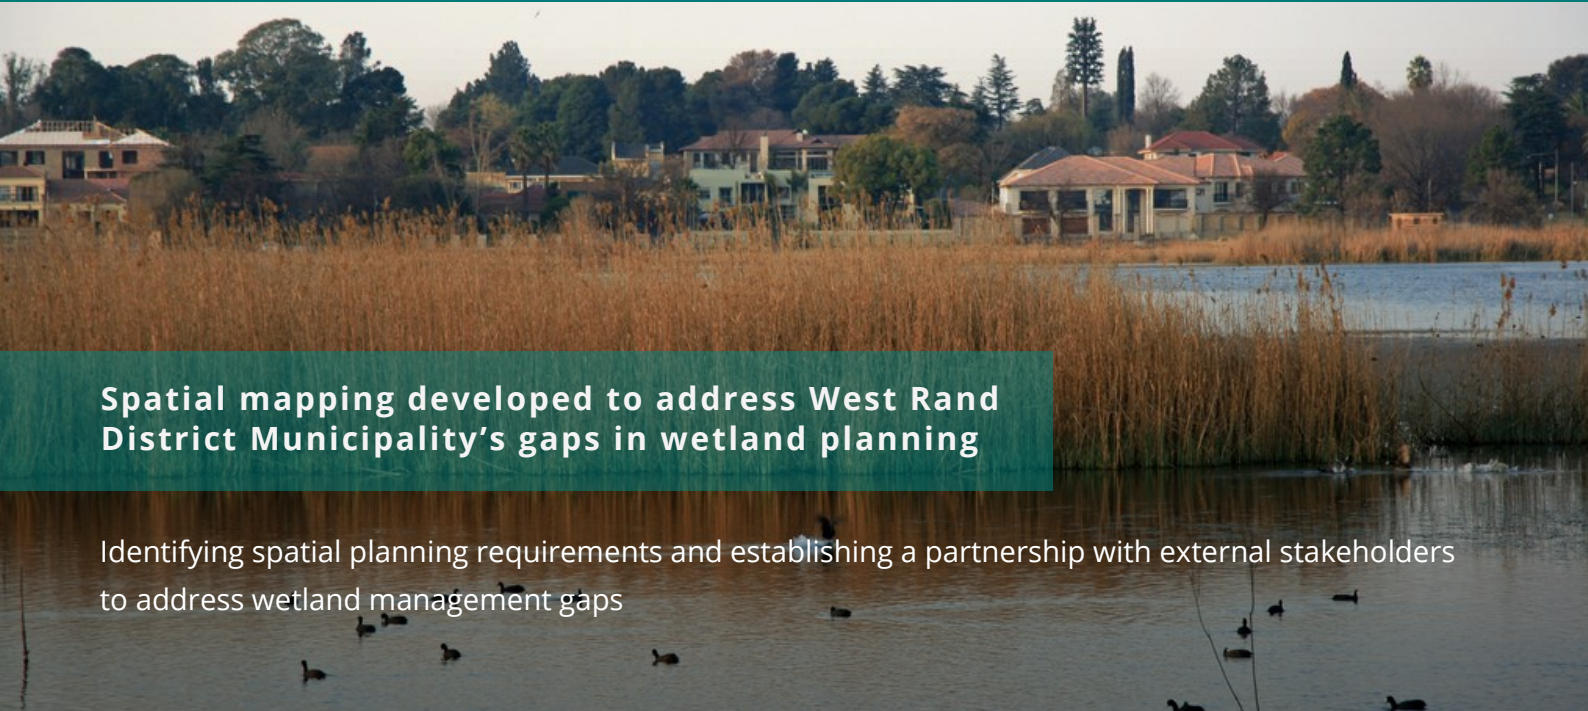 Spatial mapping developed to address West Rand
District Municipality’s gaps in wetland planning
Identifying spatial planning requirements and establishing a partnership with external stakeholders
to address wetland management gaps